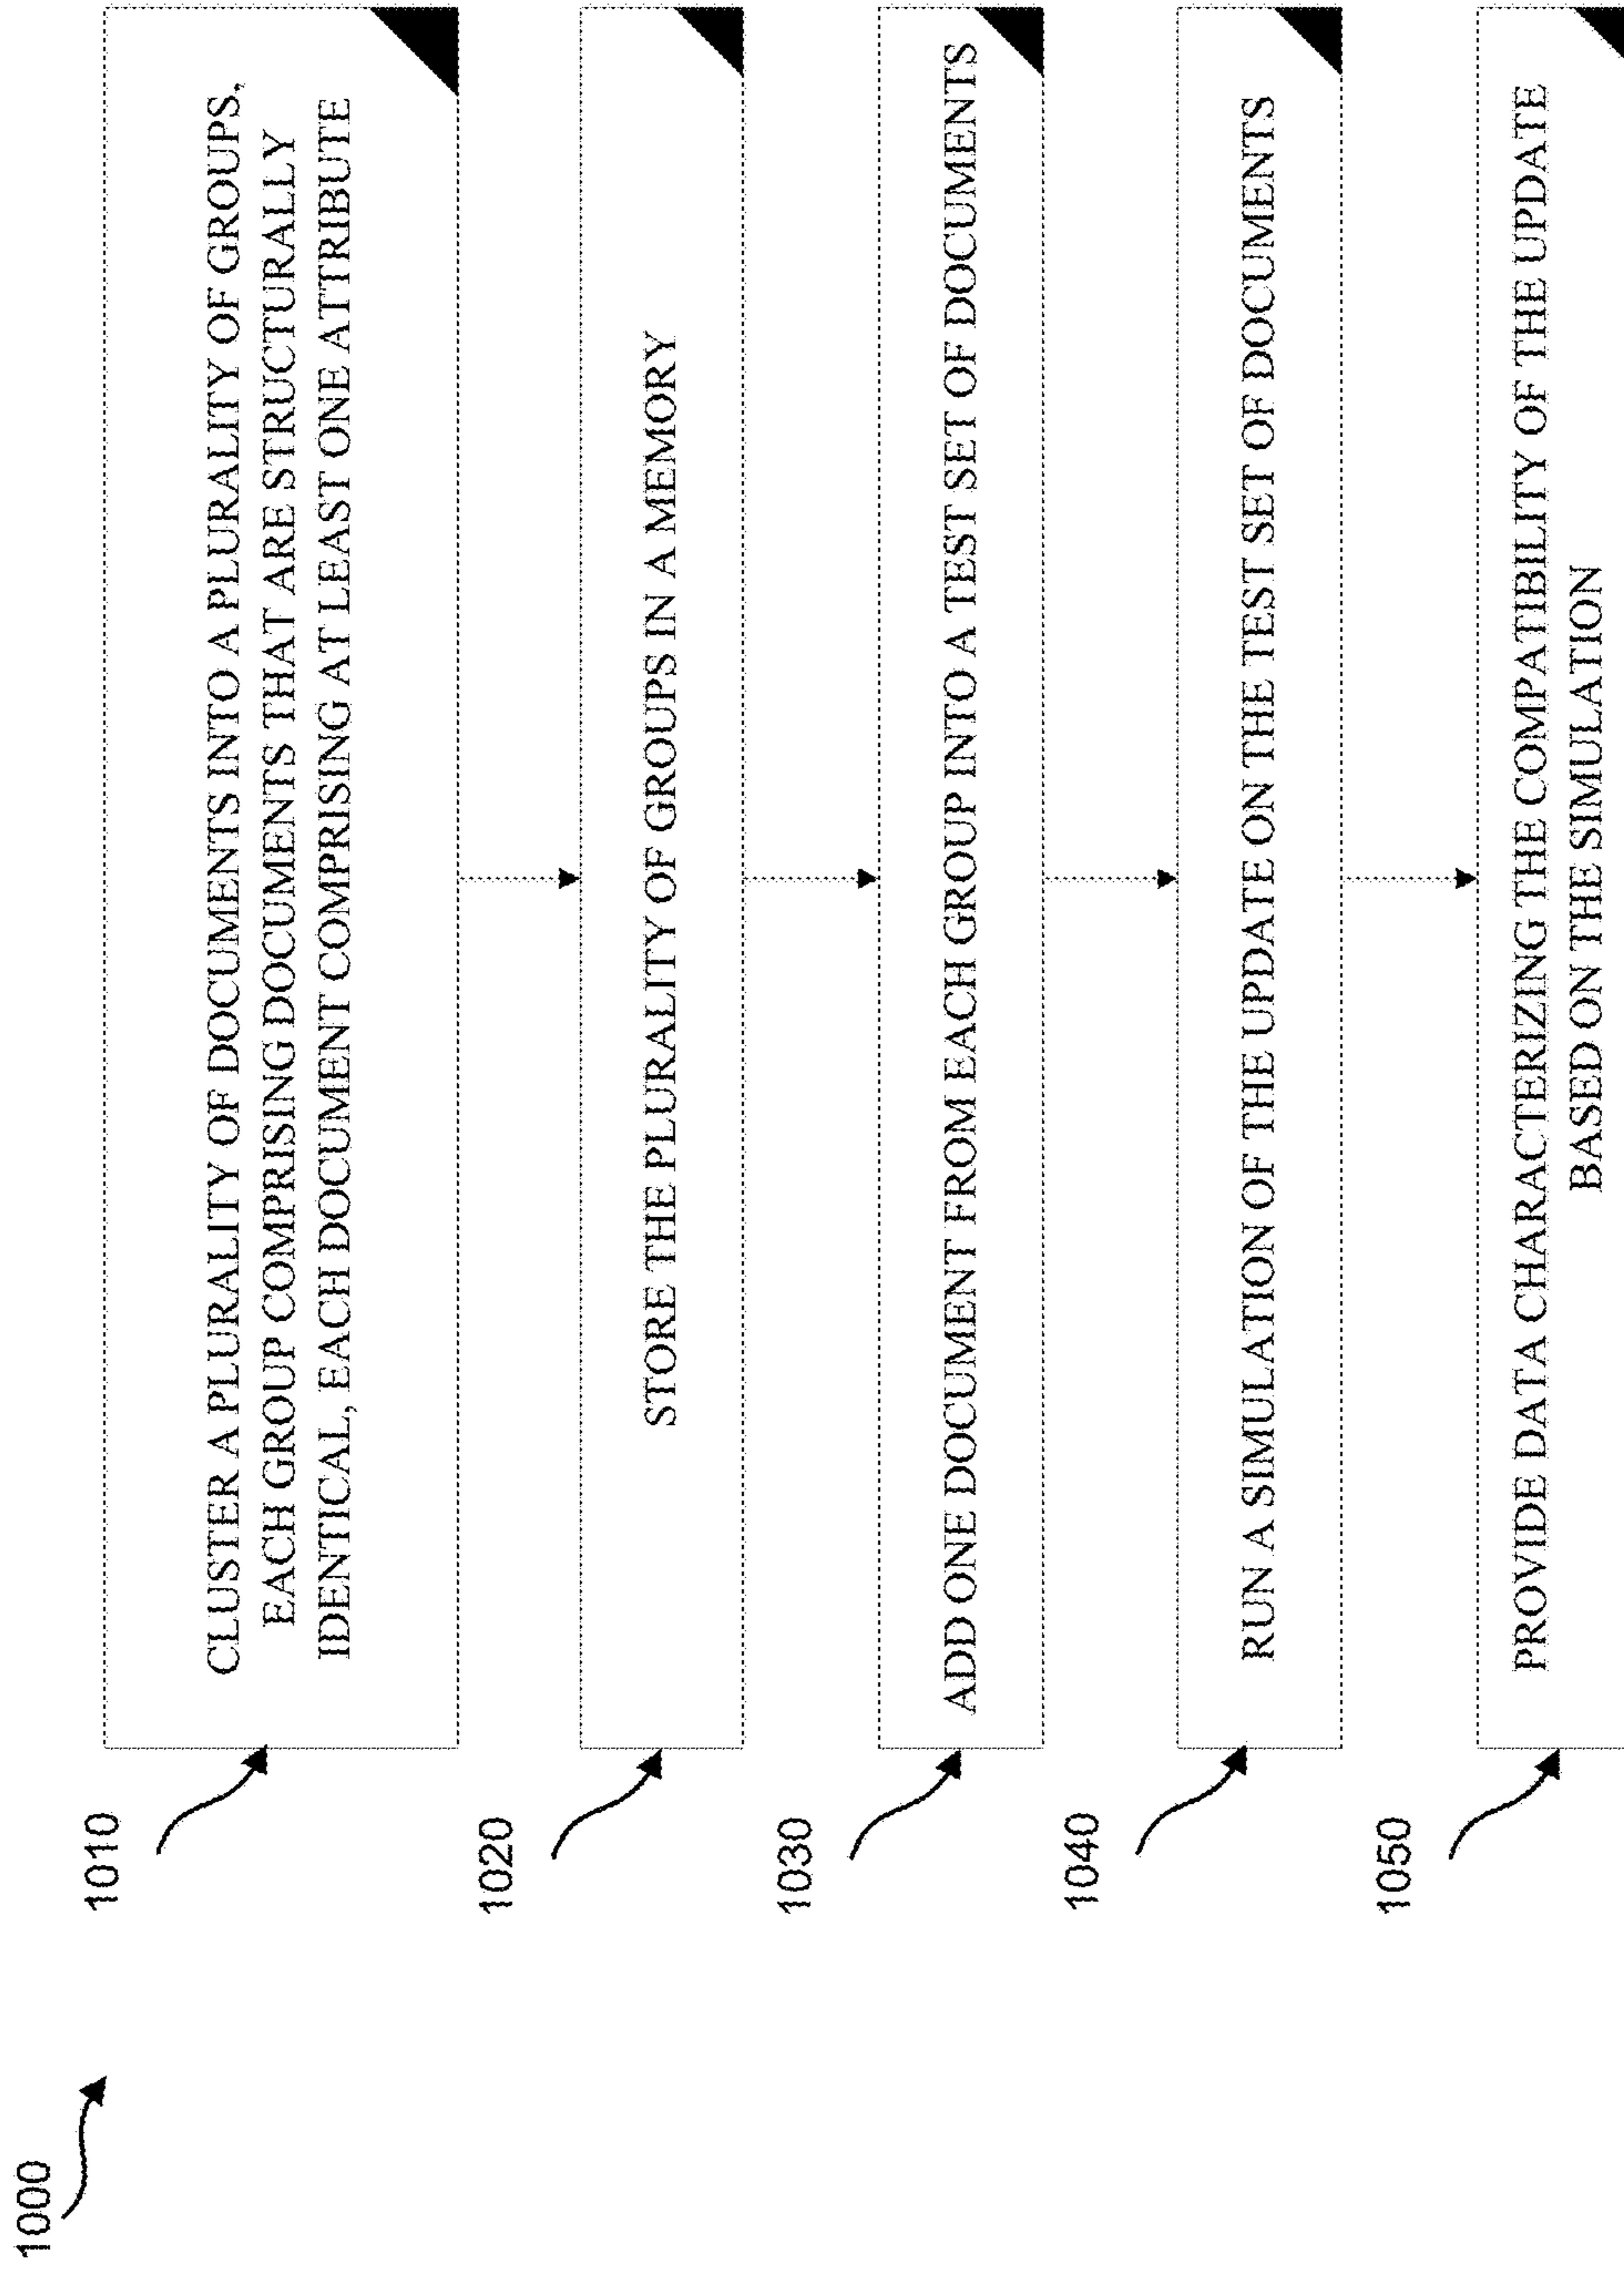 1000
1010
CLUSTER A PLURALITY OF DOCUMENTS INTO A PLURALITY OF GROUPS,
EACH GROUP COMPRISING DOCUMENTS THAT ARE STRUCTURALLY
IDENTICAL, EACH DOCUMENT COMPRISING AT LEAST ONE ATTRIBUTE
1020
STORE THE PLURALITY OF GROUPS IN A MEMORY
1030
ADD ONE DOCUMENT FROM EACH GROUP INTO A TEST SET OF DOCUMENTS
1040
RUN A SIMULATION OF THE UPDATE ON THE TEST SET OF DOCUMENTS
1050
PROVIDE DATA CHARACTERIZING THE COMPATIBILITY OF THE UPDATE
BASED ON THE SIMULATION